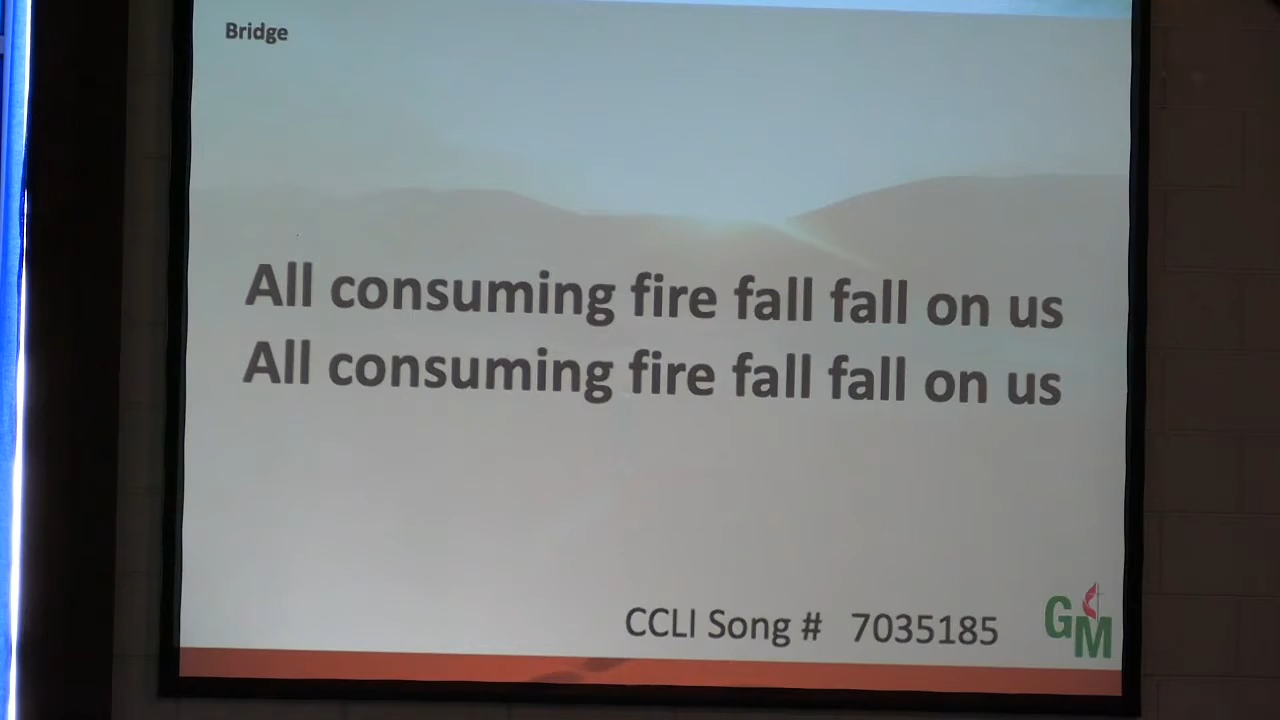 Bridge
All consuming fire fall fall on us
All consuming fire fall fall on us
CCLI Song # 7035185
GM